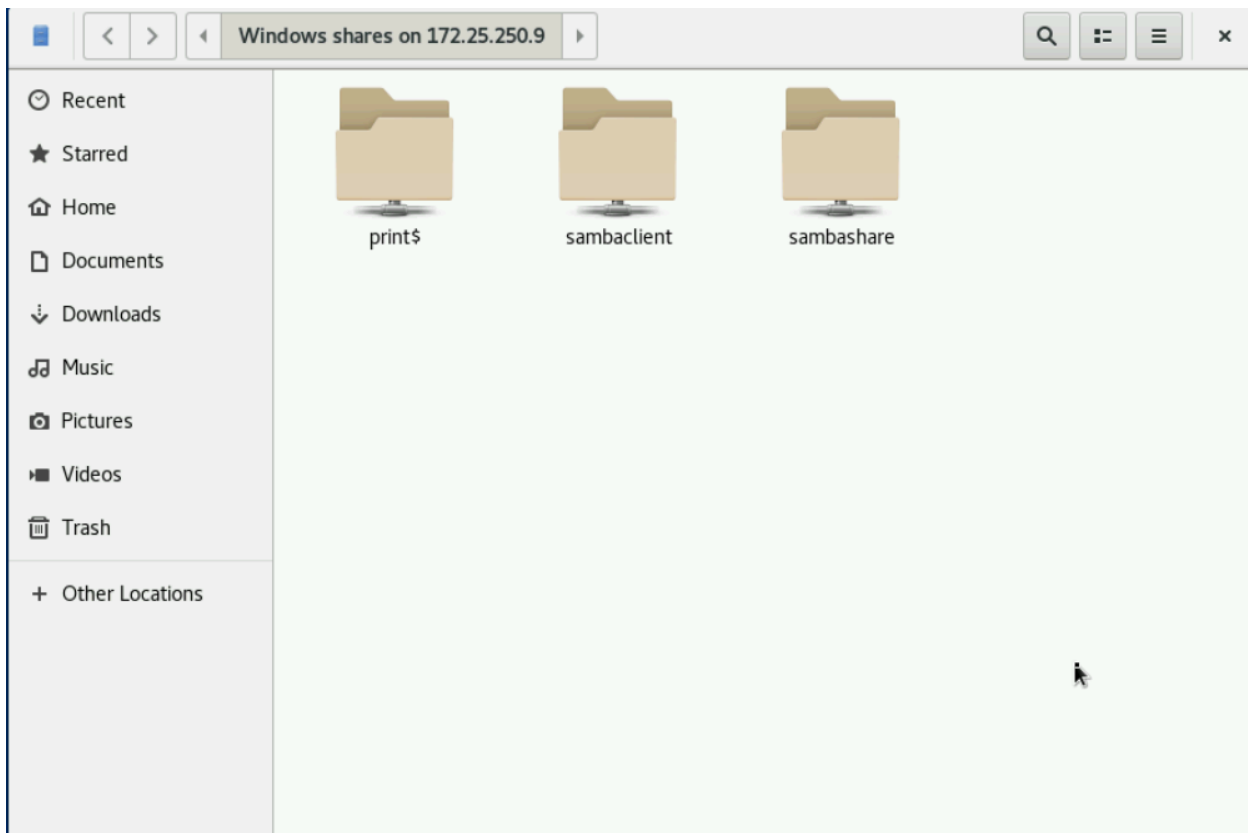 Windows shares on 172.25.250.9
Recent
Starred
Home
Documents
Downloads
Music
Pictures
Videos
Trash
+ Other Locations
print$
sambaclient
sambashare